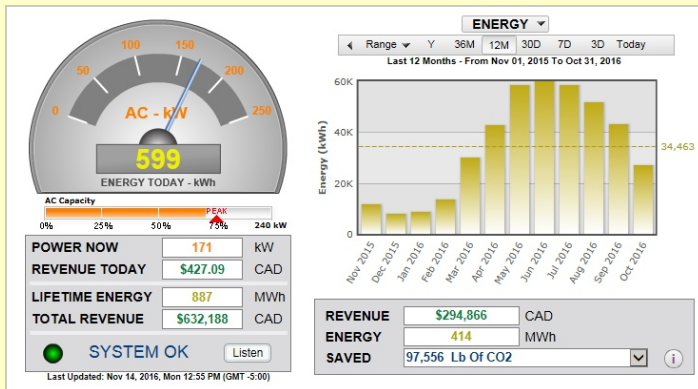 0
50
100
150
200
250
AC - kW
599
ENERGY TODAY - kWh
AC Capacity
PEAK
0% 25% 50% 75% 240 kW
POWER NOW 171 kW
REVENUE TODAY $427.09 CAD
LIFETIME ENERGY 887 MWh
TOTAL REVENUE $632,188 CAD
SYSTEM OK Listen
Last Updated: Nov 14, 2016, Mon 12:55 PM (GMT -5:00)
ENERGY
Range Y 36M 12M 30D 7D 3D Today
Last 12 Months - From Nov 01, 2015 To Oct 31, 2016
Energy (kWh)
60K
40K
34,463
20K
0
Nov 2015 Dec 2015 Jan 2016 Feb 2016 Mar 2016 Apr 2016 May 2016 Jun 2016 Jul 2016 Aug 2016 Sep 2016 Oct 2016
REVENUE $294,866 CAD
ENERGY 414 MWh
SAVED 97,556 Lb Of CO2 i